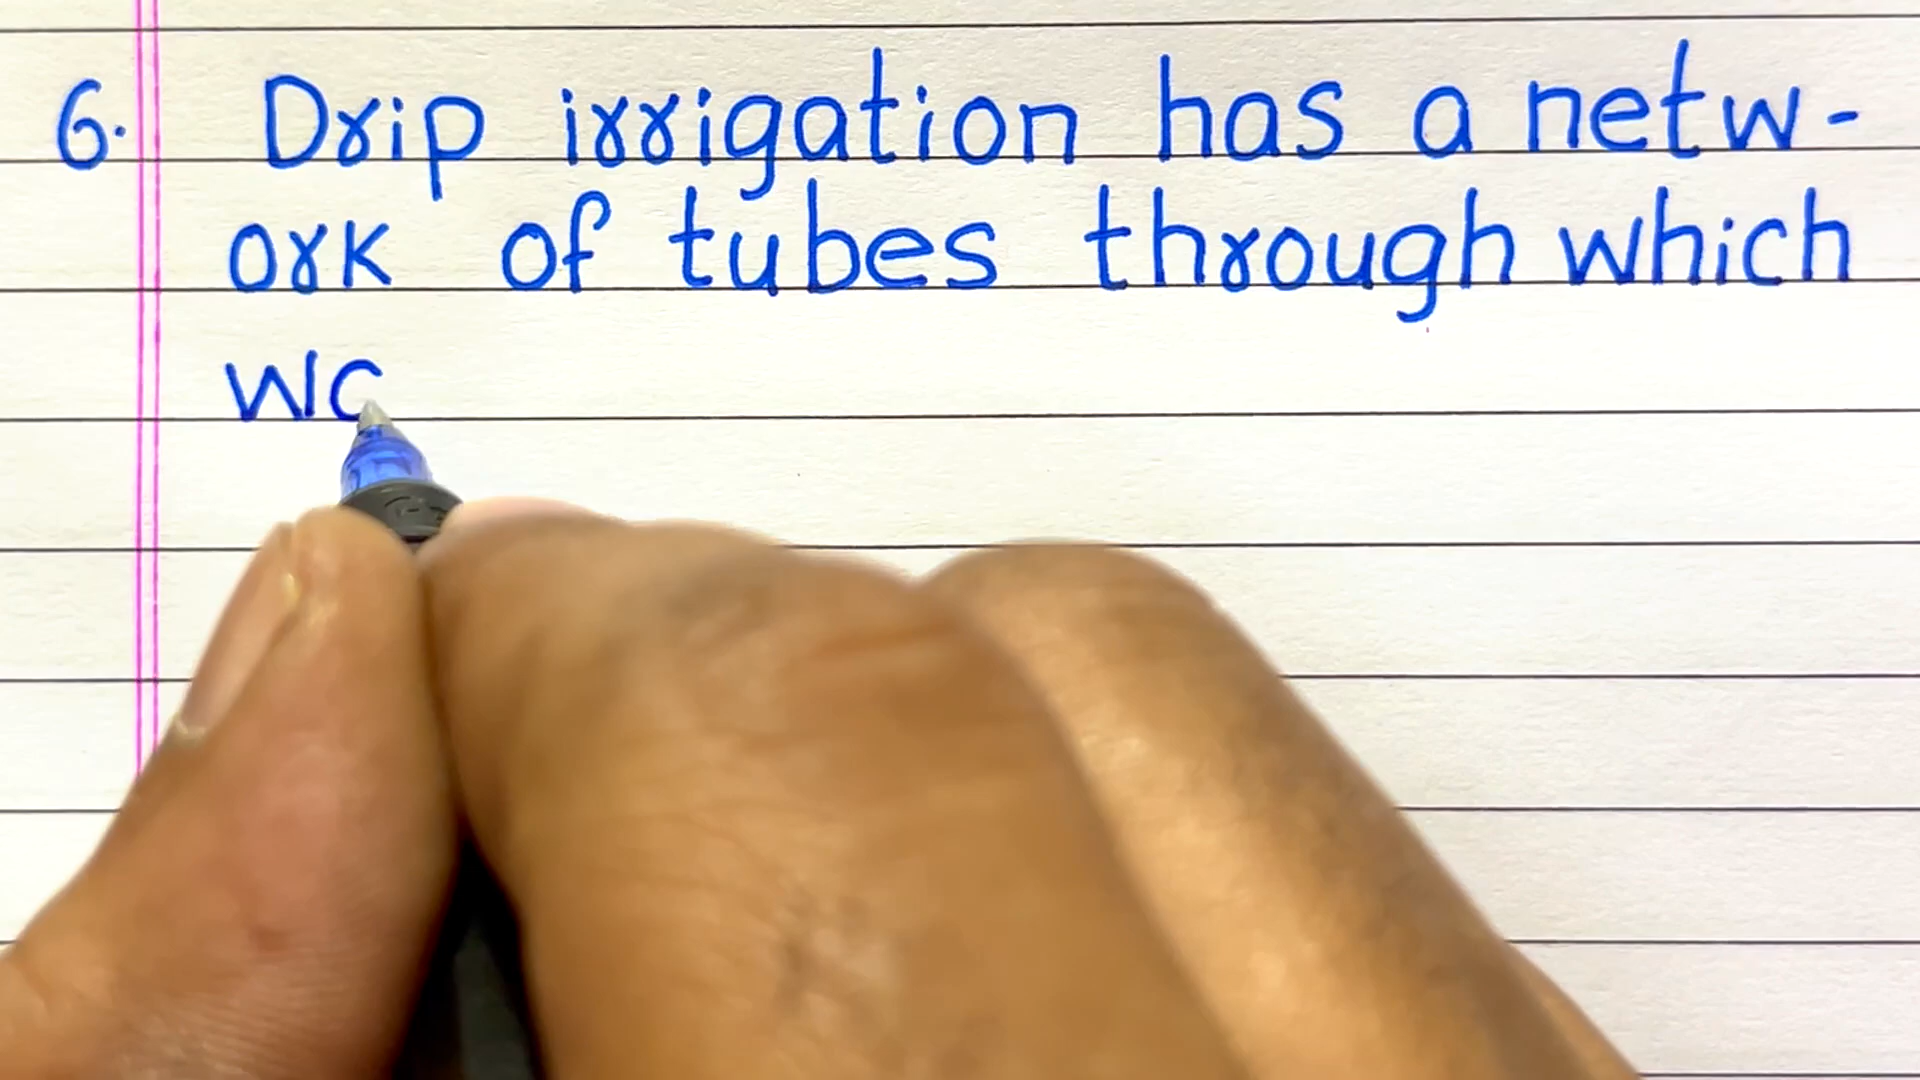 6. Drip irrigation has a netw-
ork of tubes through which
wc